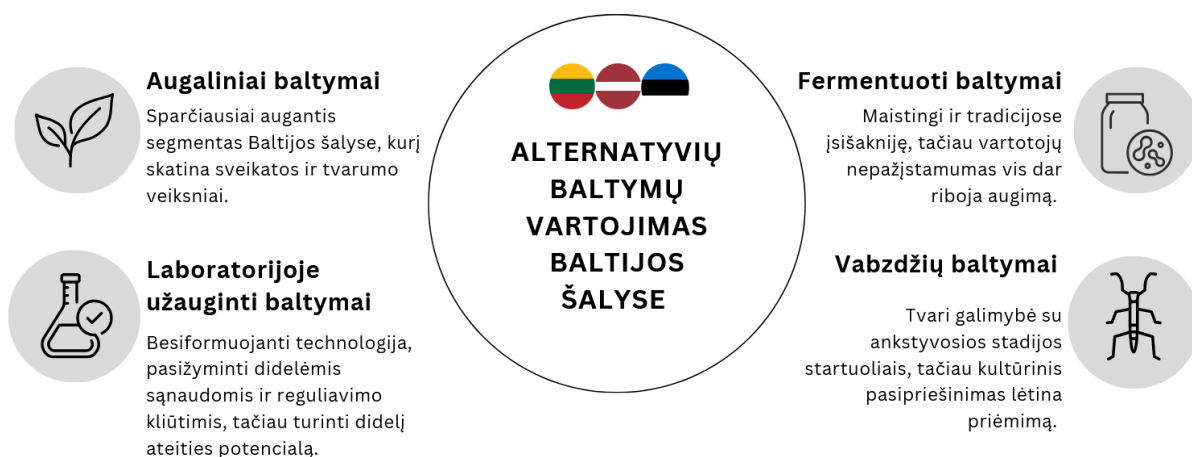 Augaliniai baltymai
Sparčiausiai augantis
segmentas Baltijos šalyse, kurį
skatina sveikatos ir tvarumo
veiksniai.
Laboratorijoje
užauginti baltymai
Besiformuojanti technologija,
pasižyminti didelėmis
sąnaudomis ir reguliavimo
kliūtimis, tačiau turinti didelį
ateities potencialą.
ALTERNATYVIŲ
BALTYMŲ
VARTOJIMAS
BALTIJOS
ŠALYSE
Fermentuoti baltymai
Maistingi ir tradicijose
įsišakniję, tačiau vartotojų
nepažįstamumas vis dar
riboja augimą.
Vabzdžių baltymai
Tvari galimybė su
ankstyvosios stadijos
startuoliais, tačiau kultūrinis
pasipriešinimas lėtina
priėmimą.